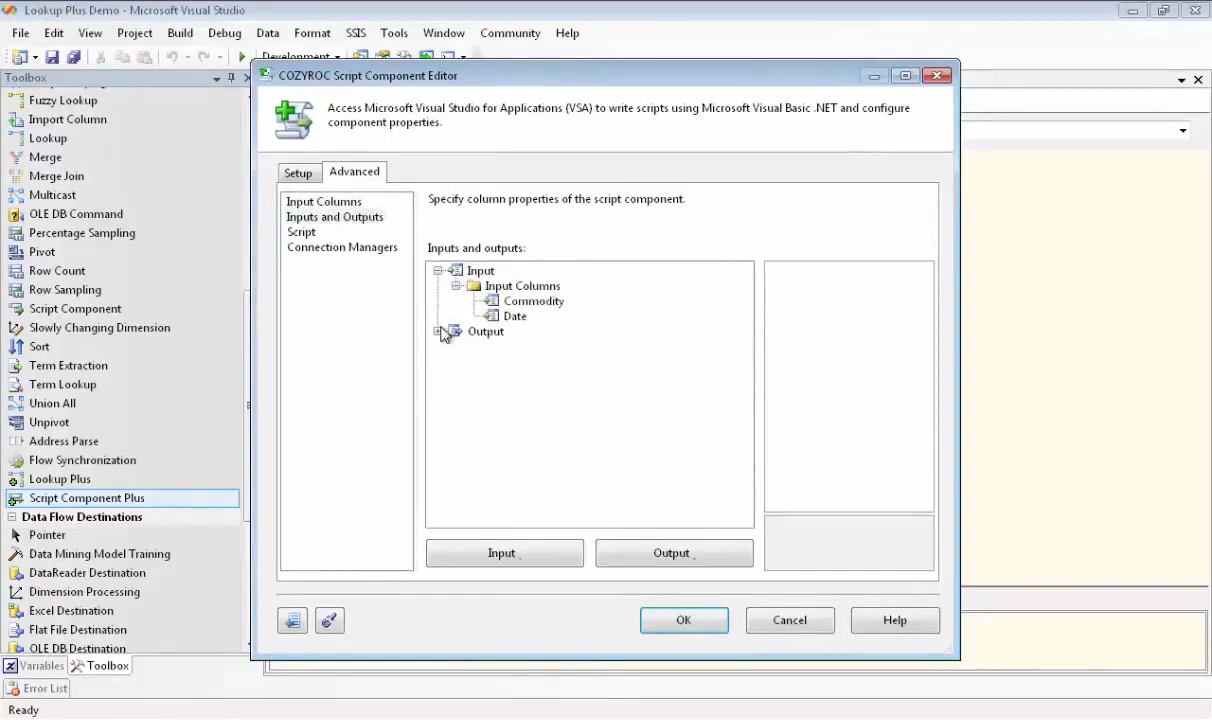 Lookup Plus Demo - Microsoft Visual Studio
File Edit View Project Build Debug Data Format SSIS Tools Window Community Help
Development
Toolbox
Fuzzy Lookup
Import Column
Lookup
Merge
Merge Join
Multicast
OLE DB Command
Percentage Sampling
Pivot
Row Count
Row Sampling
Script Component
Slowly Changing Dimension
Sort
Term Extraction
Term Lookup
Union All
Unpivot
Address Parse
Flow Synchronization
Lookup Plus
Script Component Plus
Data Flow Destinations
Pointer
Data Mining Model Training
DataReader Destination
Dimension Processing
Excel Destination
Flat File Destination
OLE DB Destination
Variables Toolbox
Error List
Ready
COZYROC Script Component Editor
Access Microsoft Visual Studio for Applications (VSA) to write scripts using Microsoft Visual Basic .NET and configure
component properties.
Setup Advanced
Input Columns
Inputs and Outputs
Script
Connection Managers
Specify column properties of the script component.
Inputs and outputs:
Input
Input Columns
Commodity
Date
Output
Input Output
OK Cancel Help